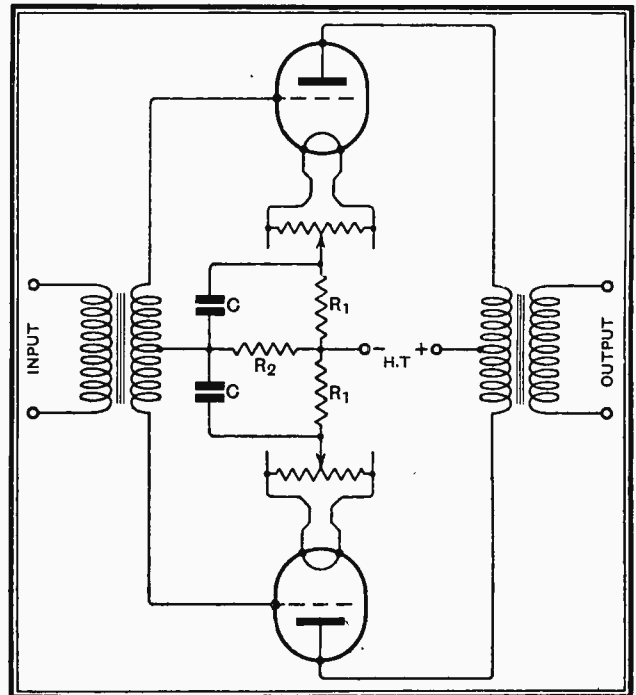 INPUT
C
C
R2
R1
R1
- H.T +
OUTPUT